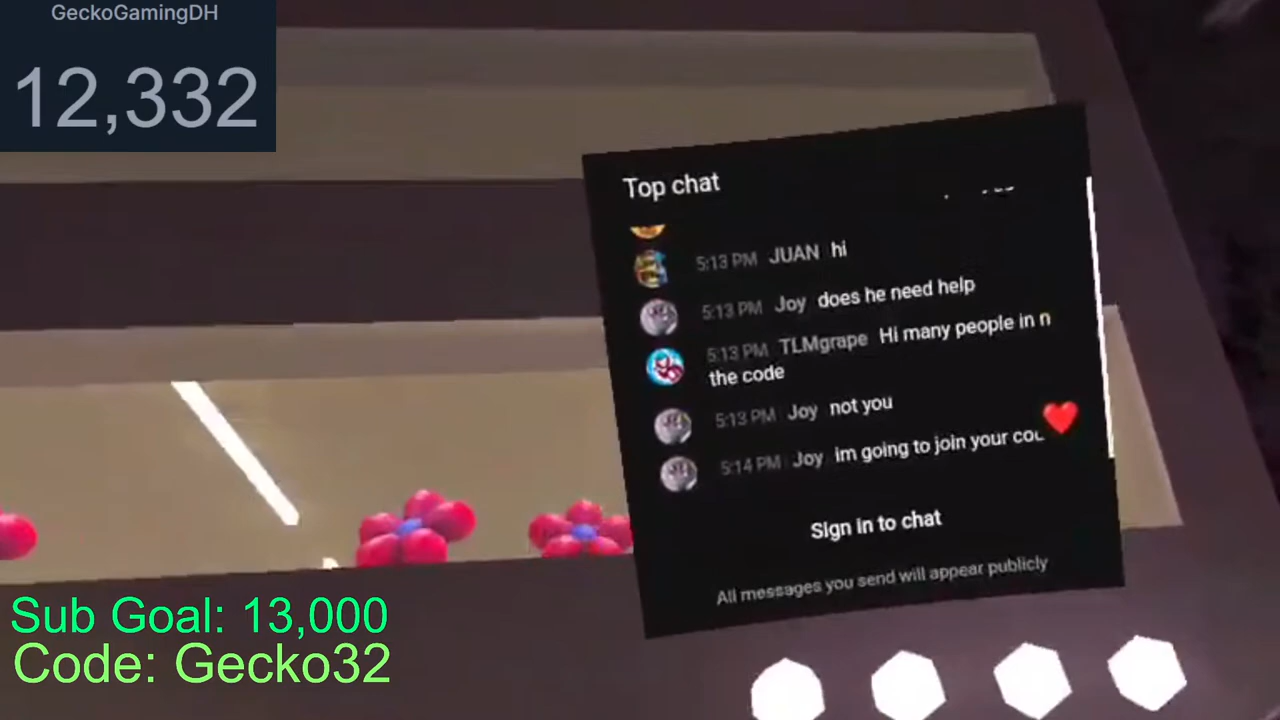 GeckoGamingDH
12,332
Top chat
5:13 PM JUAN hi
5:13 PM Joy does he need help
5:13 PM TLMgrape Hi many people in n
the code
5:13 PM Joy not you
5:14 PM Joy im going to join your
Sign in to chat
All messages you send will appear publicly
Sub Goal: 13,000
Code: Gecko32